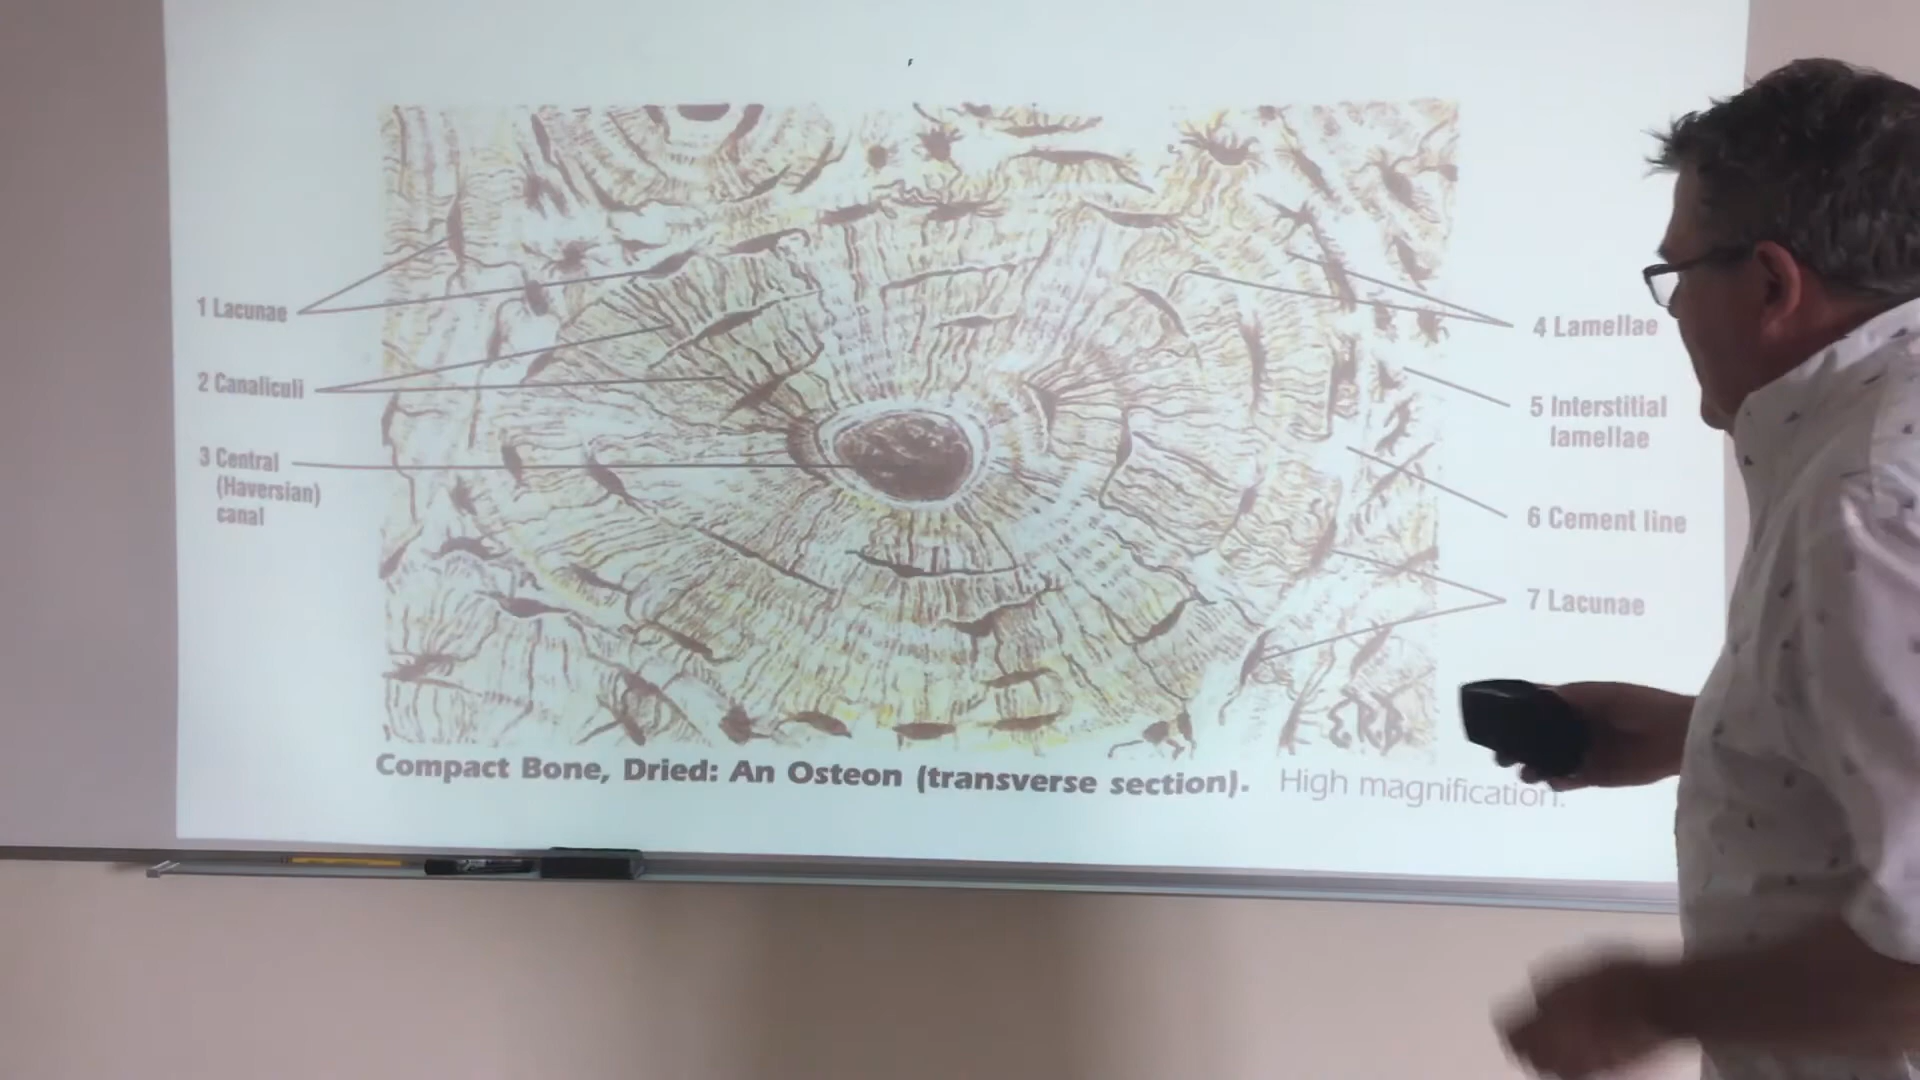 1 Lacunae
2 Canaliculi
3 Central
(Haversian)
canal
4 Lamellae
5 Interstitial
lamellae
6 Cement line
7 Lacunae
E.R.B.
Compact Bone, Dried: An Osteon (transverse section). High magnification.